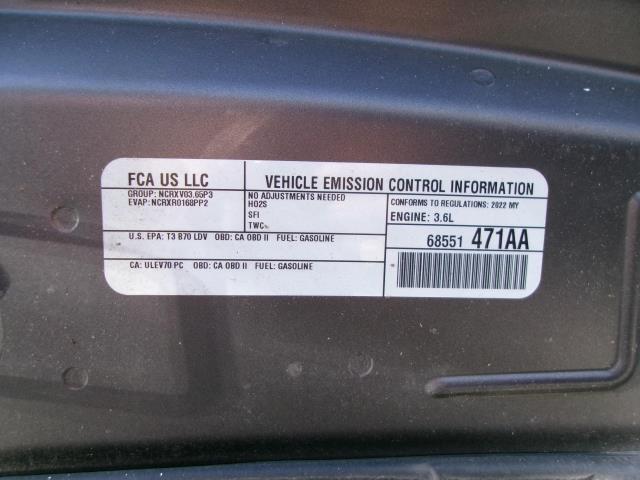 FCA US LLC
GROUP: NCRXV03.65P3
EVAP: NCRXR0168PP2
VEHICLE EMISSION CONTROL INFORMATION
NO ADJUSTMENTS NEEDED
HO2S
SFI
TWC
CONFORMS TO REGULATIONS: 2022 MY
ENGINE: 3.6L
U.S. EPA: T3 B70 LDV OBD: CA OBD II FUEL: GASOLINE
68551 471AA
CA: ULEV70 PC OBD: CA OBD II FUEL: GASOLINE